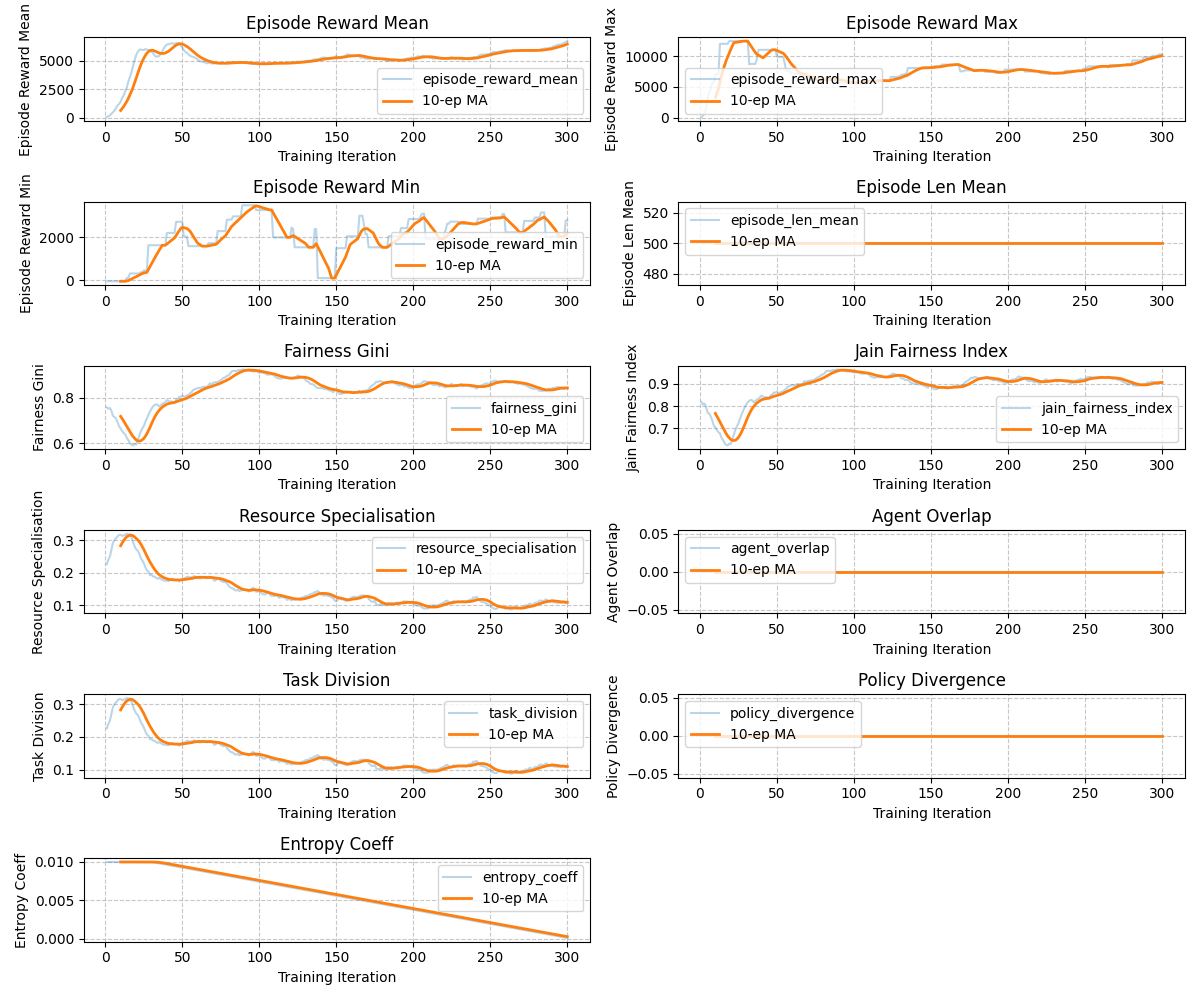 Episode Reward Mean
Episode Reward Mean
5000
2500
0
episode_reward_mean
10-ep MA
0 50 100 150 200 250 300
Training Iteration
Episode Reward Max
Episode Reward Max
10000
5000
0
episode_reward_max
10-ep MA
0 50 100 150 200 250 300
Training Iteration
Episode Reward Min
Episode Reward Min
2000
0
episode_reward_min
10-ep MA
0 50 100 150 200 250 300
Training Iteration
Episode Len Mean
Episode Len Mean
520
500
480
episode_len_mean
10-ep MA
0 50 100 150 200 250 300
Training Iteration
Fairness Gini
Fairness Gini
0.8
0.6
fairness_gini
10-ep MA
0 50 100 150 200 250 300
Training Iteration
Jain Fairness Index
Jain Fairness Index
0.9
0.8
0.7
jain_fairness_index
10-ep MA
0 50 100 150 200 250 300
Training Iteration
Resource Specialisation
Resource Specialisation
0.3
0.2
0.1
resource_specialisation
10-ep MA
0 50 100 150 200 250 300
Training Iteration
Agent Overlap
Agent Overlap
0.05
0.00
−0.05
agent_overlap
10-ep MA
0 50 100 150 200 250 300
Training Iteration
Task Division
Task Division
0.3
0.2
0.1
task_division
10-ep MA
0 50 100 150 200 250 300
Training Iteration
Policy Divergence
Policy Divergence
0.05
0.00
−0.05
policy_divergence
10-ep MA
0 50 100 150 200 250 300
Training Iteration
Entropy Coeff
Entropy Coeff
0.010
0.005
0.000
entropy_coeff
10-ep MA
0 50 100 150 200 250 300
Training Iteration